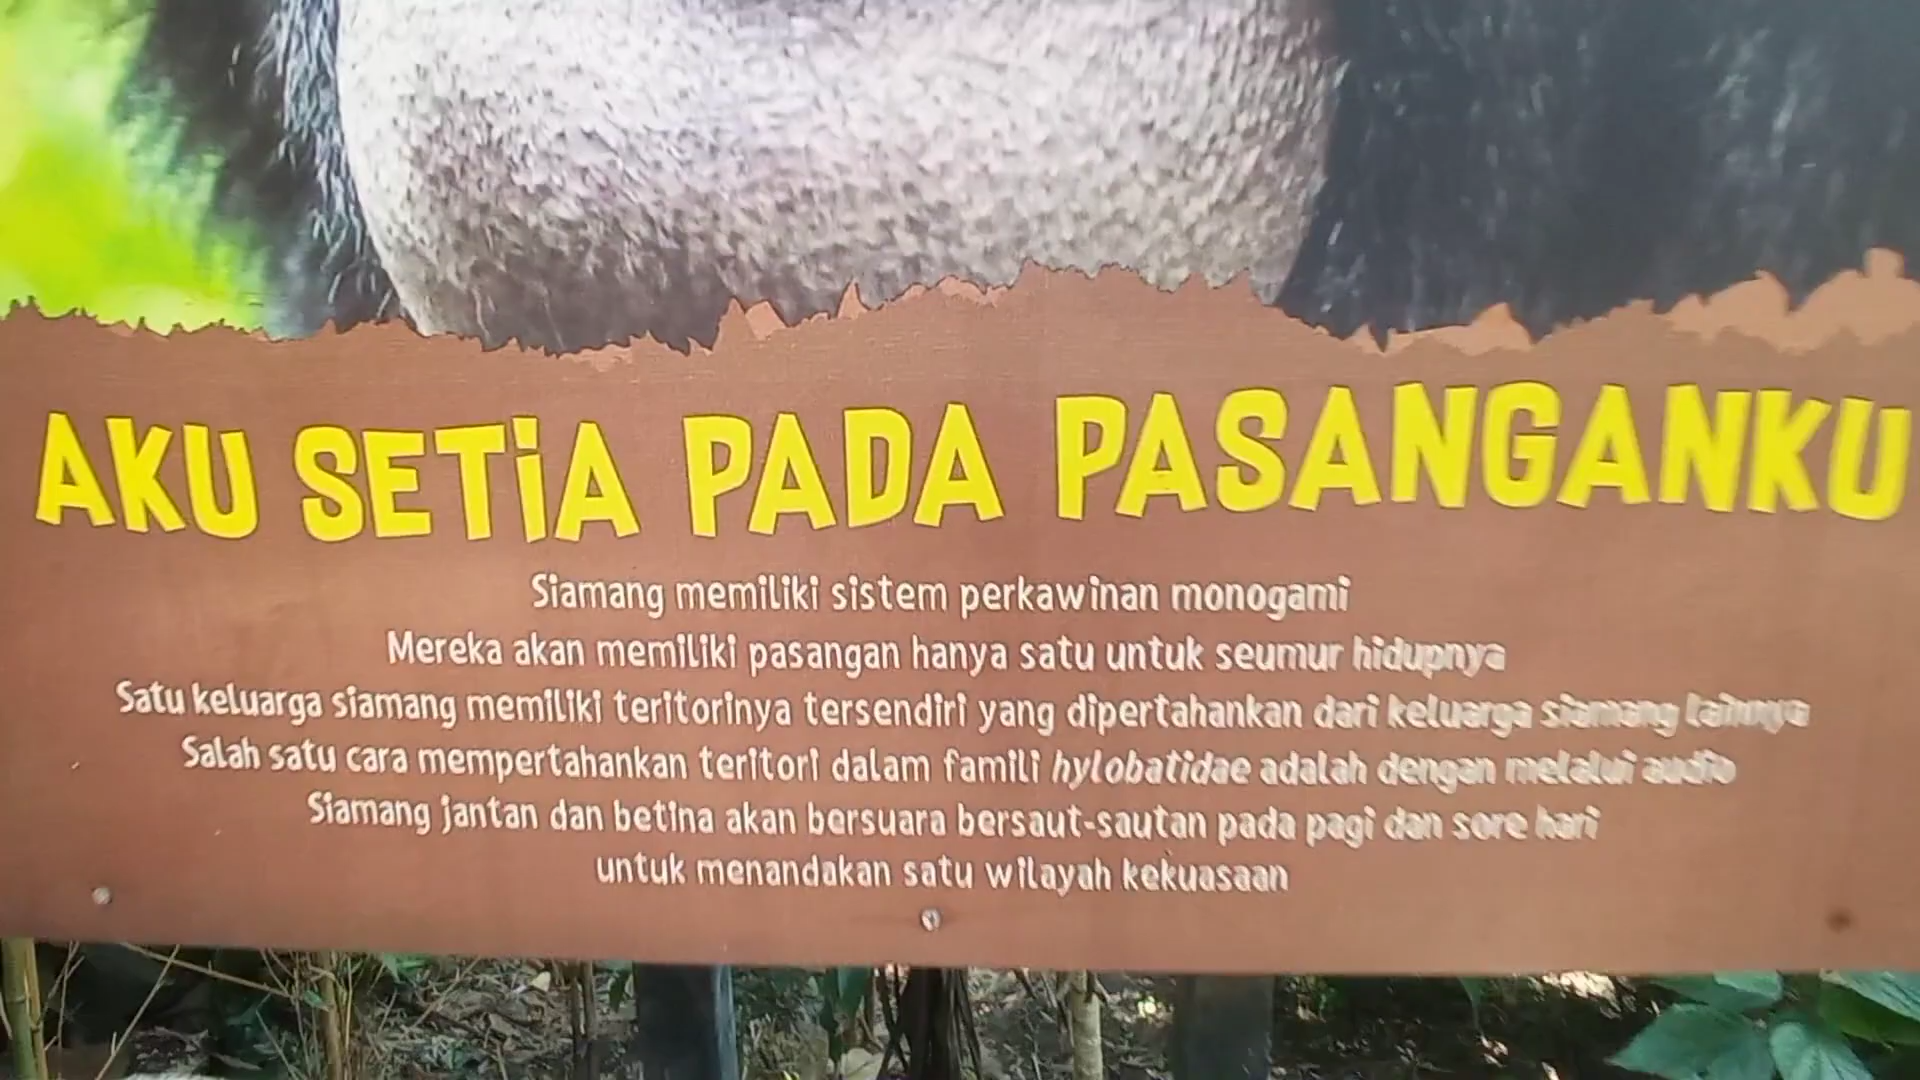 AKU SETiA PADA PASANGANKU
Siamang memiliki sistem perkawinan monogami
Mereka akan memiliki pasangan hanya satu untuk seumur hidupnya
Satu keluarga siamang memiliki teritorinya tersendiri yang dipertahankan dari keluarga siamang lainnya
Salah satu cara mempertahankan teritori dalam famili hylobatidae adalah dengan melalui audio
Siamang jantan dan betina akan bersuara bersaut-sautan pada pagi dan sore hari
untuk menandakan satu wilayah kekuasaan